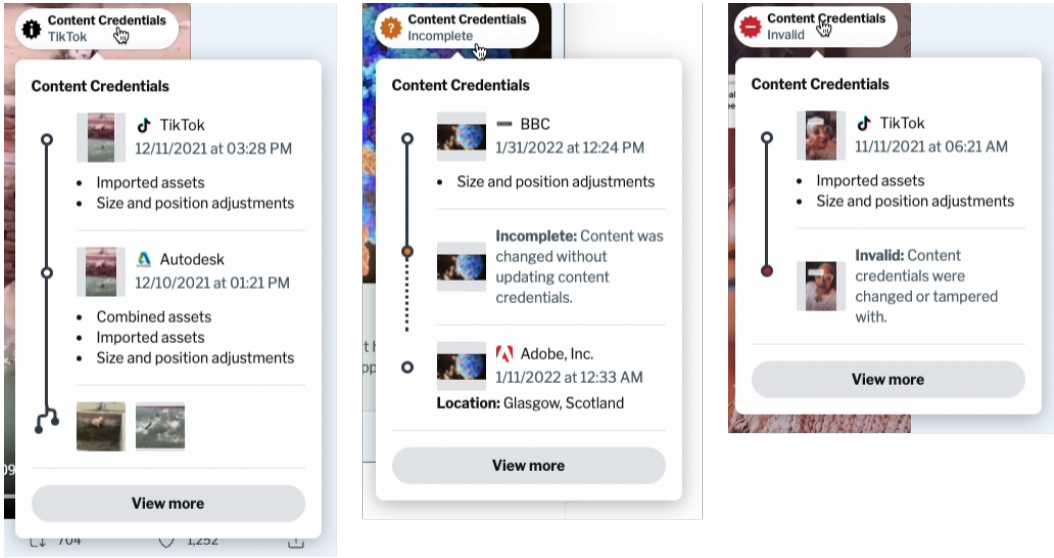 Content Credentials
TikTok
Content Credentials
TikTok
12/11/2021 at 03:28 PM
• Imported assets
• Size and position adjustments
Autodesk
12/10/2021 at 01:21 PM
• Combined assets
• Imported assets
• Size and position adjustments
View more
704
1,252
Content Credentials
Incomplete
Content Credentials
BBC
1/31/2022 at 12:24 PM
• Size and position adjustments
Incomplete: Content was
changed without
updating content
credentials.
Adobe, Inc.
1/11/2022 at 12:33 AM
Location: Glasgow, Scotland
View more
Content Credentials
Invalid
Content Credentials
TikTok
11/11/2021 at 06:21 AM
• Imported assets
• Size and position adjustments
Invalid: Content
credentials were
changed or tampered
with.
View more